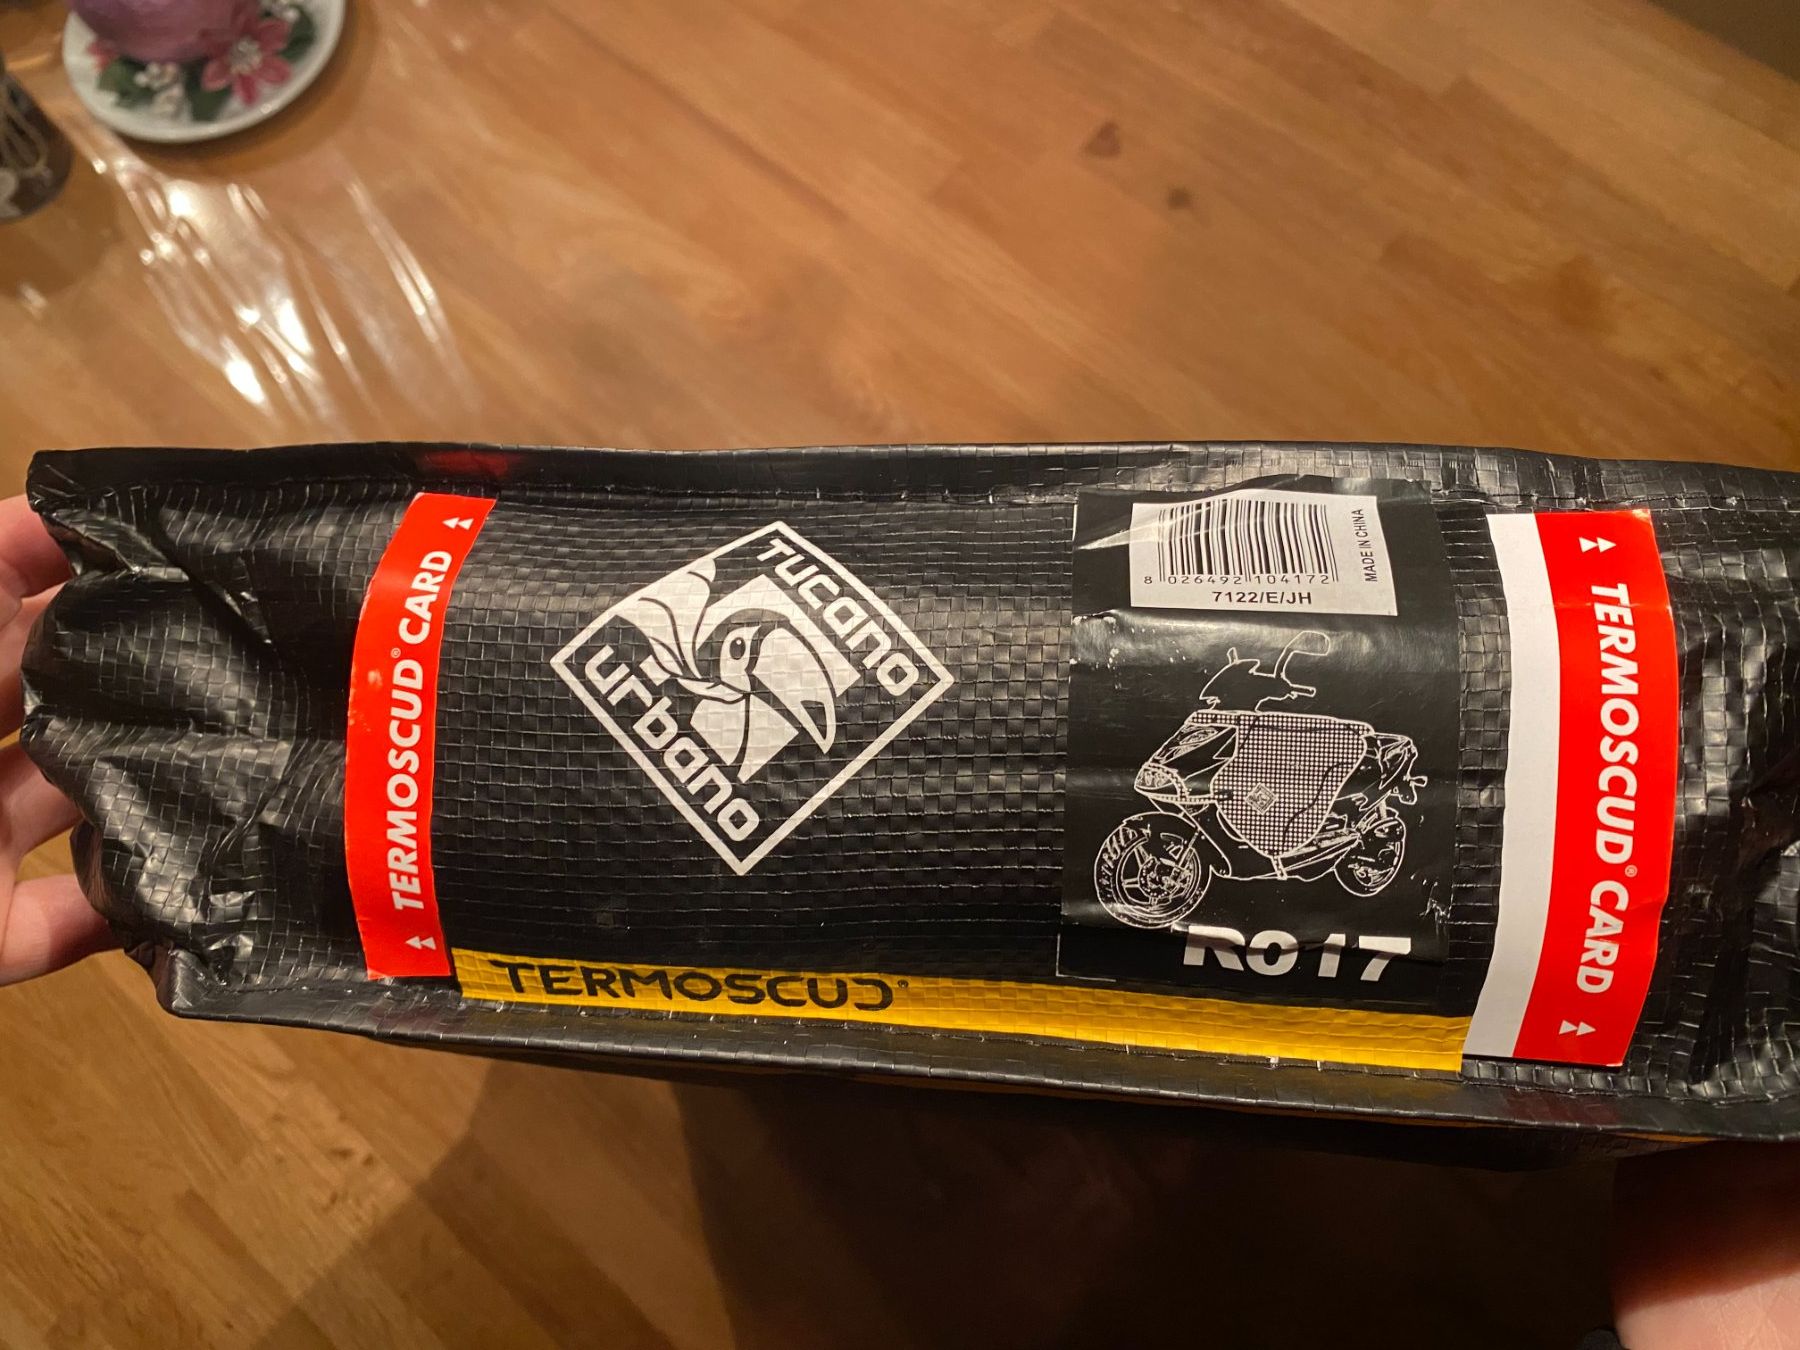 TERMOSCUD® CARD
TUCANO
urbano
8 026492 104172
7122/E/JH
MADE IN CHINA
R017
TERMOSCUD®
TERMOSCUD® CARD